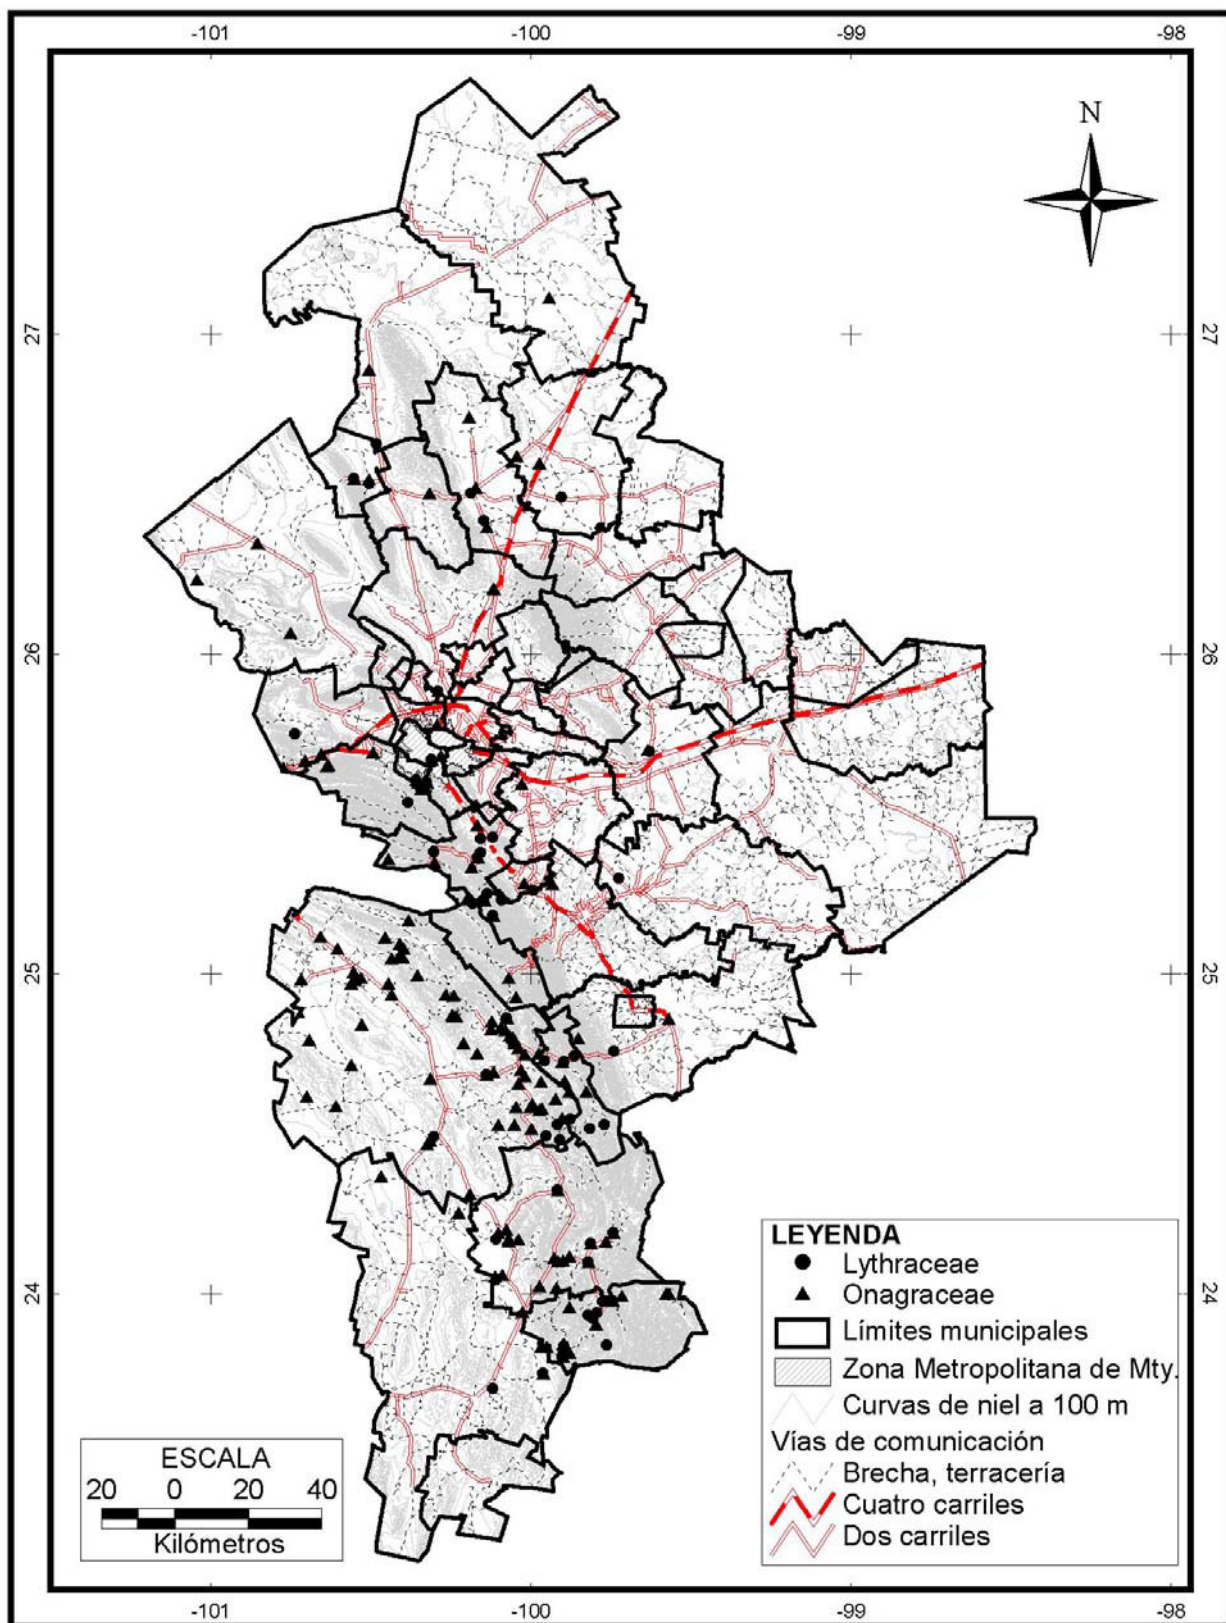 -101 -100 -99 -98
N
27 27
26 26
25 25
24 24
LEYENDA
Lythraceae
Onagraceae
Límites municipales
Zona Metropolitana de Mty.
Curvas de niel a 100 m
Vías de comunicación
Brecha, terracería
Cuatro carriles
Dos carriles
ESCALA
20 0 20 40
Kilómetros
-101 -100 -99 -98